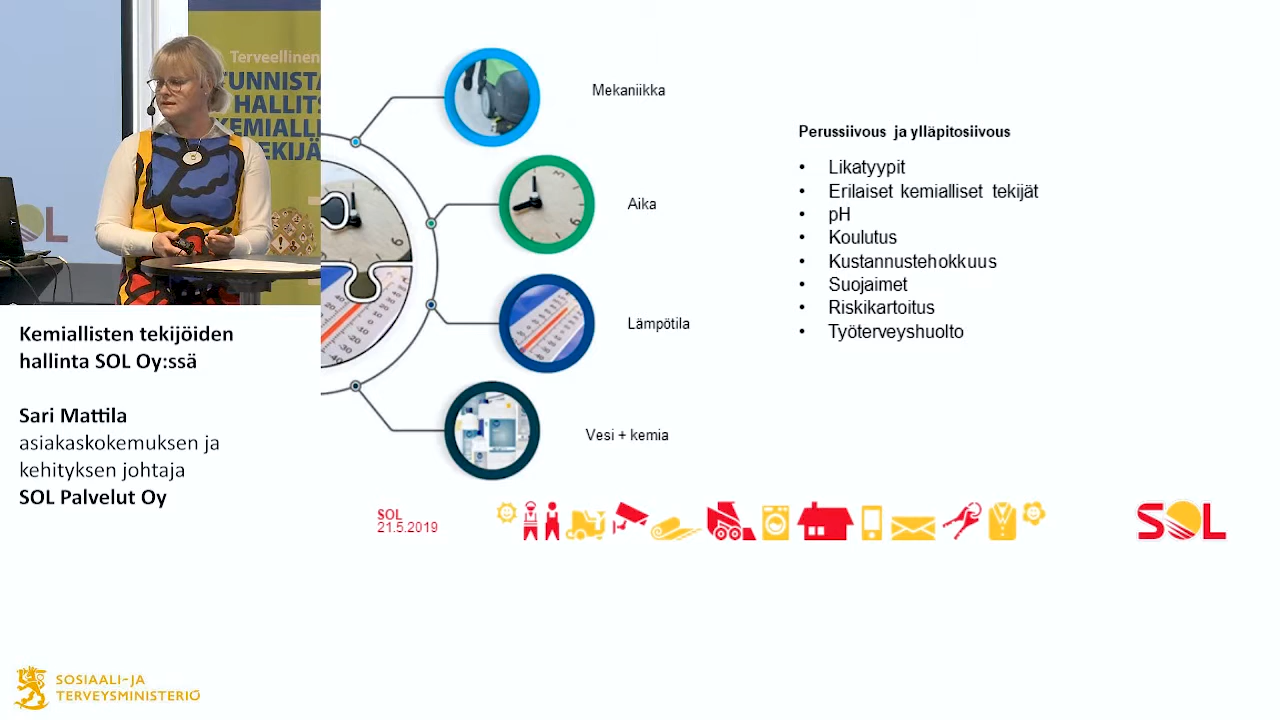 Terveellinen
TUNNISTA
HALLITS
KEMIALLI
TEKIJÄ
Kemiallisten tekijöiden
hallinta SOL Oy:ssä
Sari Mattila
asiakaskokemuksen ja
kehityksen johtaja
SOL Palvelut Oy
Mekaniikka
Aika
Lämpötila
Vesi + kemia
Perussiivous ja ylläpitosiivous
• Likatyypit
• Erilaiset kemialliset tekijät
• pH
• Koulutus
• Kustannustehokkuus
• Suojaimet
• Riskikartoitus
• Työterveyshuolto
SOL
21.5.2019
SOL
SOSIAALI- JA
TERVEYSMINISTERIÖ